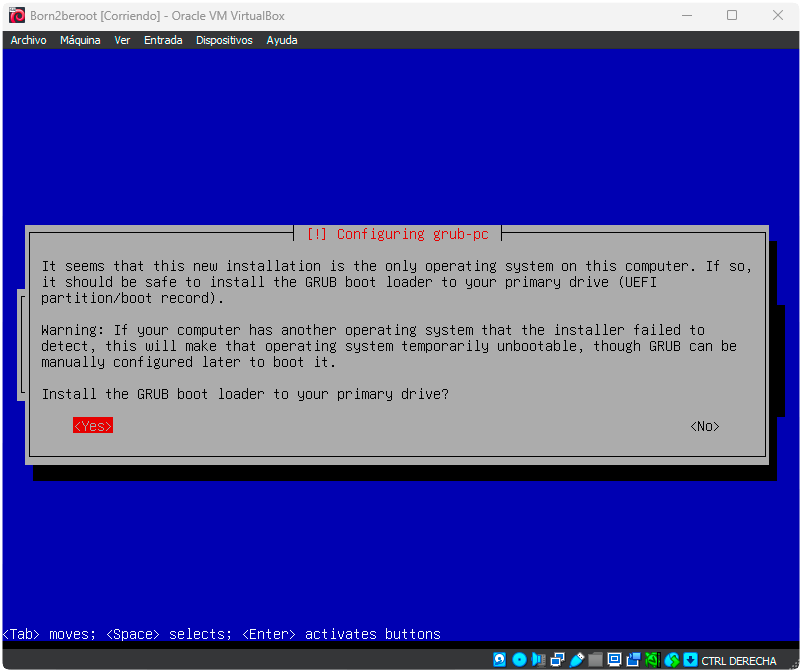 Born2beroot [Corriendo] - Oracle VM VirtualBox
Archivo Máquina Ver Entrada Dispositivos Ayuda
[!] Configuring grub-pc
It seems that this new installation is the only operating system on this computer. If so,
it should be safe to install the GRUB boot loader to your primary drive (UEFI
partition/boot record).
Warning: If your computer has another operating system that the installer failed to
detect, this will make that operating system temporarily unbootable, though GRUB can be
manually configured later to boot it.
Install the GRUB boot loader to your primary drive?
<Yes> <No>
<Tab> moves; <Space> selects; <Enter> activates buttons
CTRL DERECHA